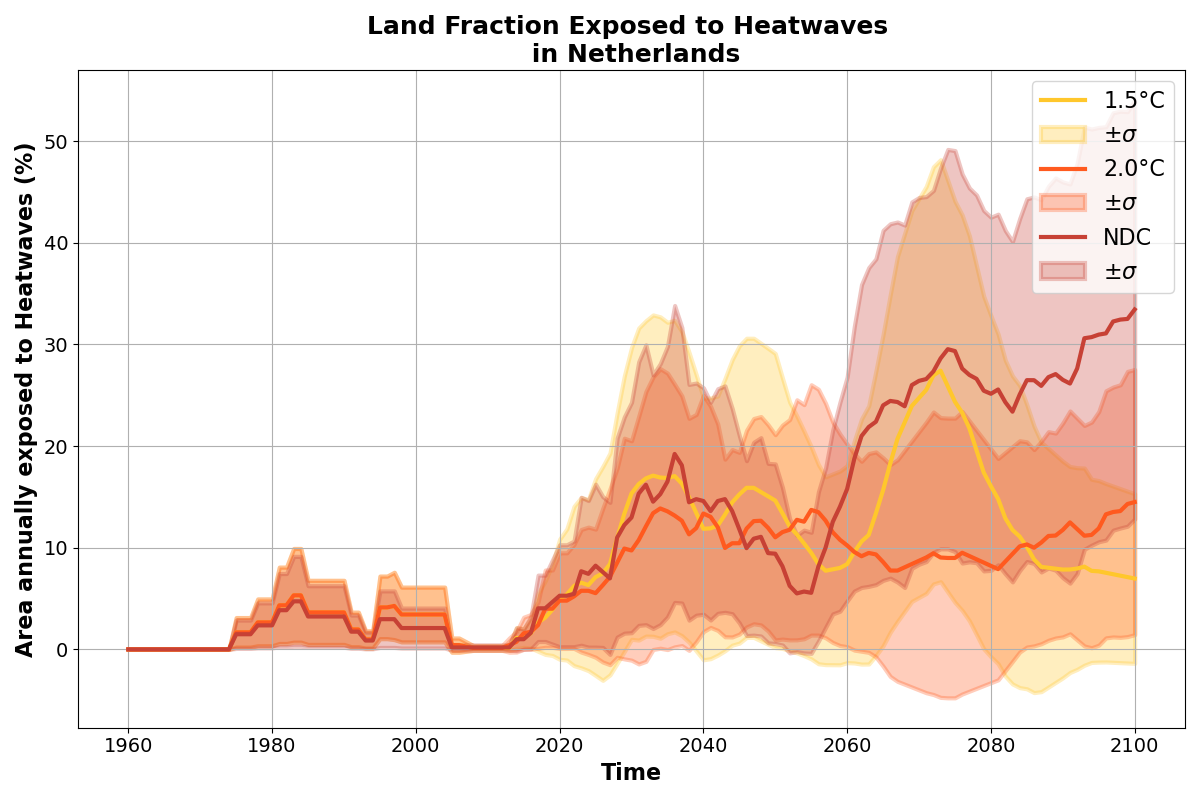 Land Fraction Exposed to Heatwaves
in Netherlands
Area annually exposed to Heatwaves (%)
50
40
30
20
10
0
1960 1980 2000 2020 2040 2060 2080 2100
Time
1.5°C
±σ
2.0°C
±σ
NDC
±σ